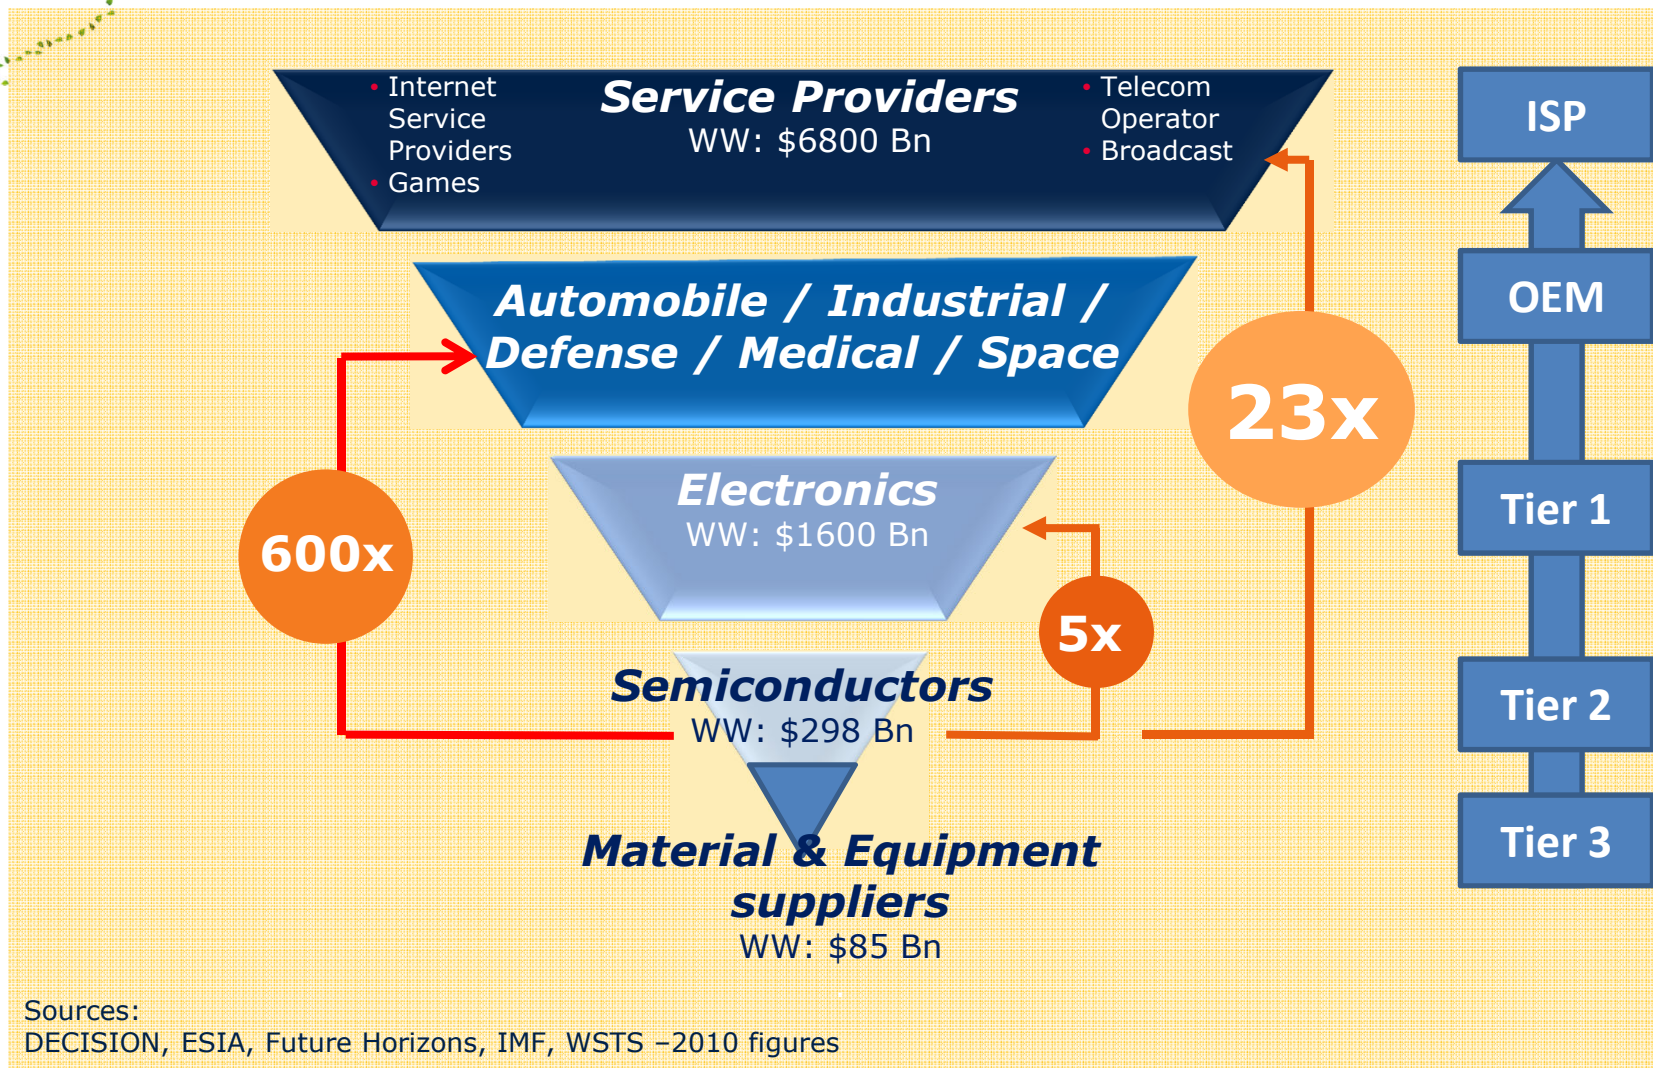 • Internet
Service
Providers
• Games
Service Providers
WW: $6800 Bn
• Telecom
Operator
• Broadcast
ISP
Automobile / Industrial /
Defense / Medical / Space
OEM
23x
Electronics
WW: $1600 Bn
Tier 1
600x
5x
Semiconductors
WW: $298 Bn
Tier 2
Material & Equipment
suppliers
WW: $85 Bn
Tier 3
Sources:
DECISION, ESIA, Future Horizons, IMF, WSTS –2010 figures